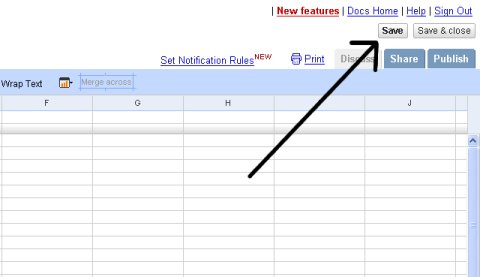 | New features | Docs Home | Help | Sign Out
Save Save & close
Set Notification Rules NEW Print Discuss Share Publish
Wrap Text Merge across
F G H I J